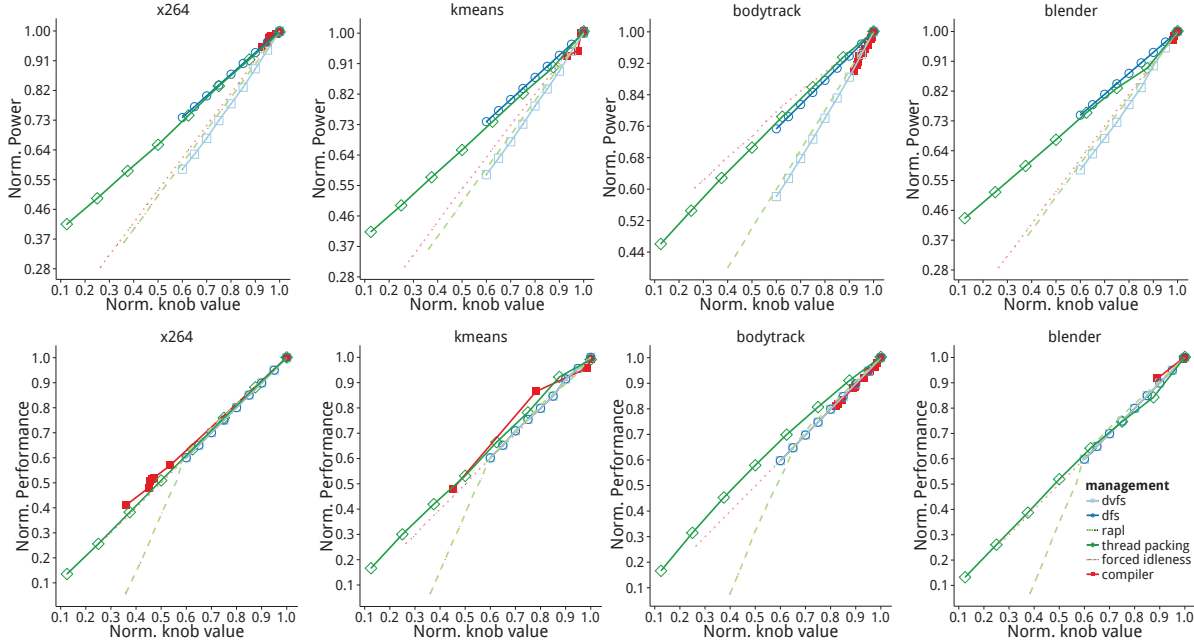 x264
kmeans
bodytrack
blender
Norm. Power
1.00
0.91
0.82
0.73
0.64
0.55
0.46
0.37
0.28
0.1 0.2 0.3 0.4 0.5 0.6 0.7 0.8 0.9 1.0
Norm. knob value
Norm. Power
1.00
0.91
0.82
0.73
0.64
0.55
0.46
0.37
0.28
0.1 0.2 0.3 0.4 0.5 0.6 0.7 0.8 0.9 1.0
Norm. knob value
Norm. Power
1.00
0.92
0.84
0.76
0.68
0.60
0.52
0.44
0.1 0.2 0.3 0.4 0.5 0.6 0.7 0.8 0.9 1.0
Norm. knob value
Norm. Power
1.00
0.91
0.82
0.73
0.64
0.55
0.46
0.37
0.28
0.1 0.2 0.3 0.4 0.5 0.6 0.7 0.8 0.9 1.0
Norm. knob value
x264
kmeans
bodytrack
blender
Norm. Performance
1.0
0.9
0.8
0.7
0.6
0.5
0.4
0.3
0.2
0.1
0.1 0.2 0.3 0.4 0.5 0.6 0.7 0.8 0.9 1.0
Norm. knob value
Norm. Performance
1.0
0.9
0.8
0.7
0.6
0.5
0.4
0.3
0.2
0.1
0.1 0.2 0.3 0.4 0.5 0.6 0.7 0.8 0.9 1.0
Norm. knob value
Norm. Performance
1.0
0.9
0.8
0.7
0.6
0.5
0.4
0.3
0.2
0.1
0.1 0.2 0.3 0.4 0.5 0.6 0.7 0.8 0.9 1.0
Norm. knob value
Norm. Performance
1.0
0.9
0.8
0.7
0.6
0.5
0.4
0.3
0.2
0.1
0.1 0.2 0.3 0.4 0.5 0.6 0.7 0.8 0.9 1.0
Norm. knob value
management
dvfs
dfs
rapl
thread packing
forced idleness
compiler